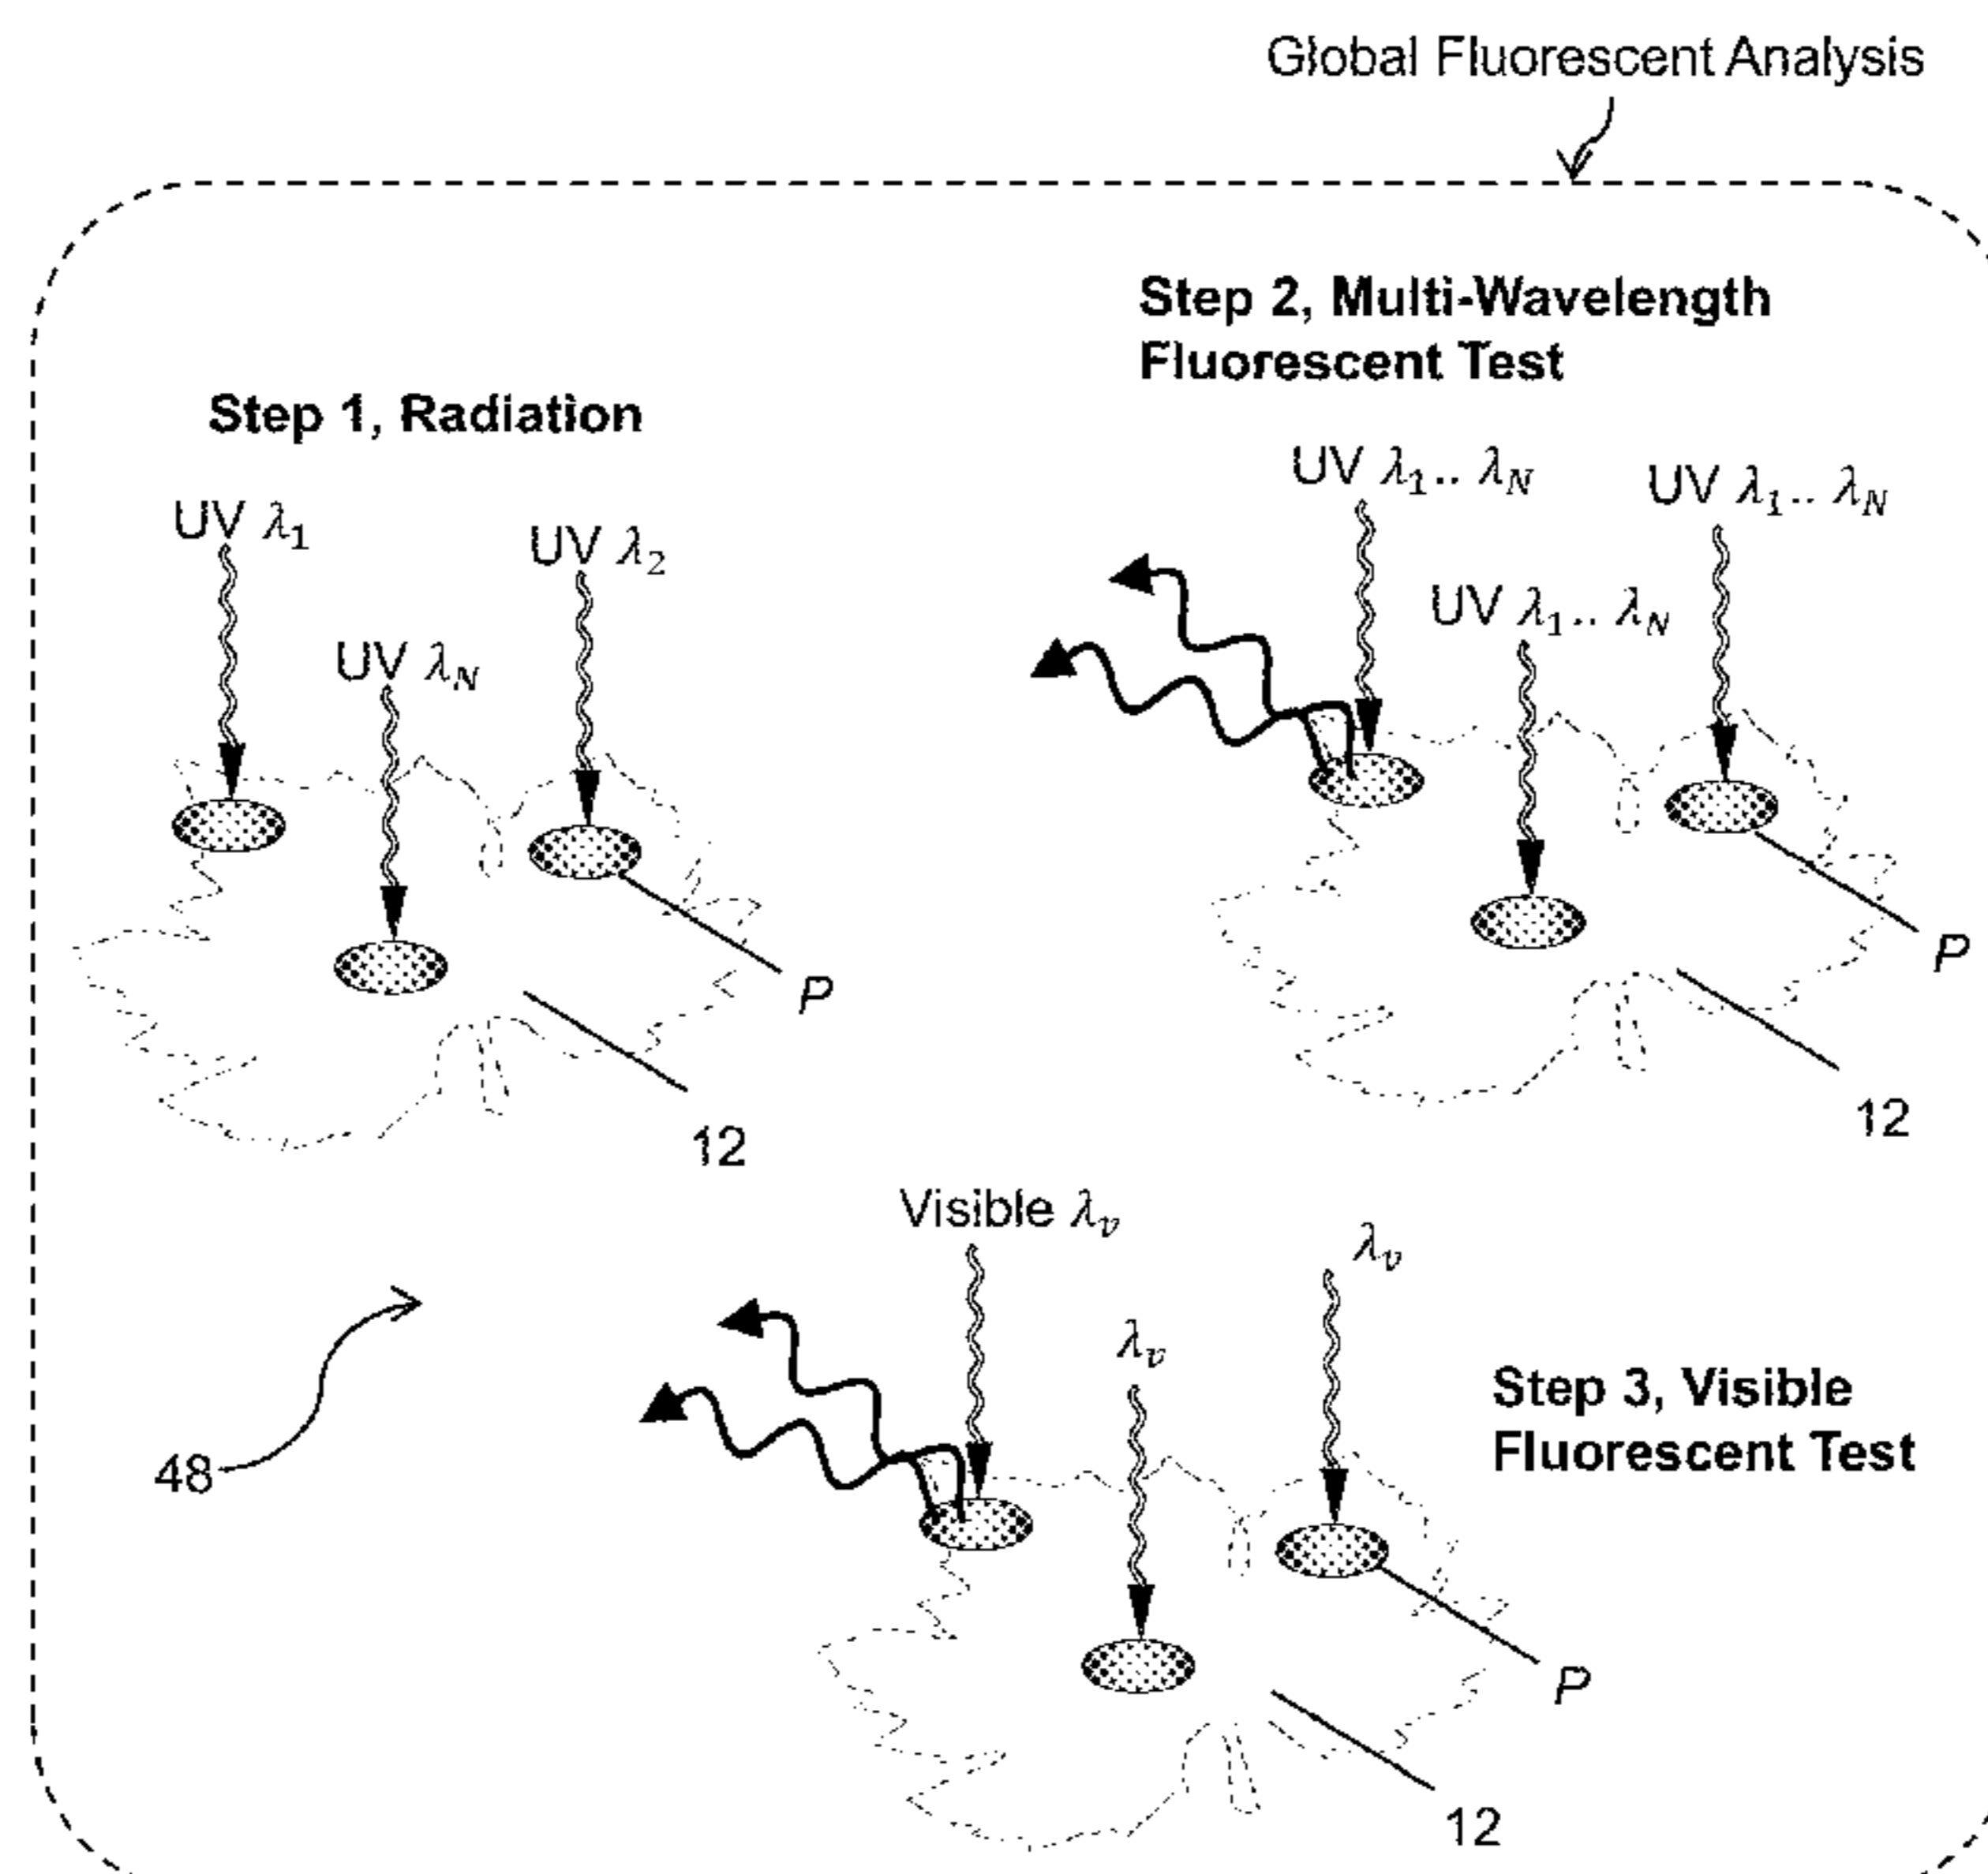 Global Fluorescent Analysis
Step 2, Multi-Wavelength
Fluorescent Test
Step 1, Radiation
UV λ1
UV λ2
UV λN
UV λ1.. λN
UV λ1.. λN
UV λ1.. λN
P
12
P
12
Visible λv
λv
λv
Step 3, Visible
Fluorescent Test
48
P
12